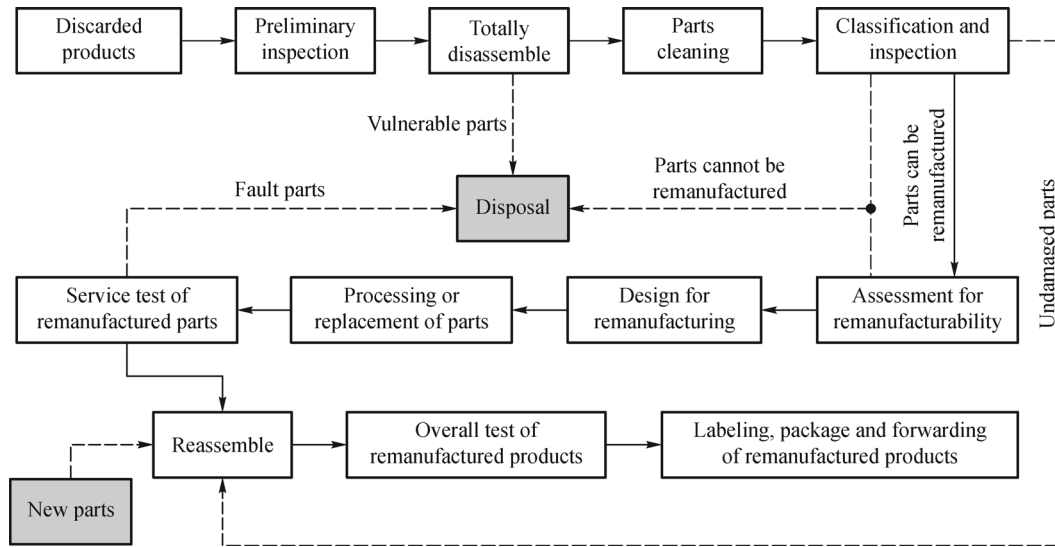 Discarded
products
Preliminary
inspection
Totally
disassemble
Parts
cleaning
Classification and
inspection
Vulnerable parts
Parts cannot be
remanufactured
Parts can be
remanufactured
Undamaged parts
Fault parts
Disposal
Service test of
remanufactured parts
Processing or
replacement of parts
Design for
remanufacturing
Assessment for
remanufacturability
Reassemble
Overall test of
remanufactured products
Labeling, package and forwarding
of remanufactured products
New parts